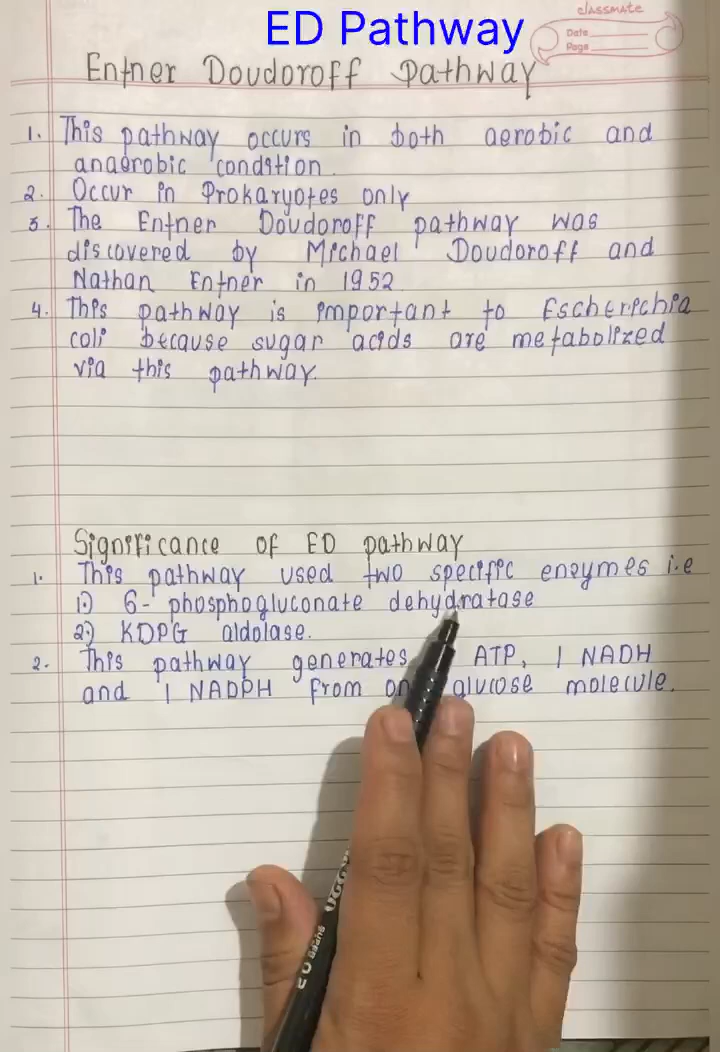 ED Pathway
classmate
Date
Page
Entner Doudoroff Pathway
1. This pathway occurs in both aerobic and
anaerobic condition.
2. Occur in Prokaryotes only
3. The Entner Doudoroff pathway was
discovered by Michael Doudoroff and
Nathan Entner in 1952
4. This pathway is important to Escherichia
coli because sugar acids are metabolized
via this pathway.
Significance of ED pathway
1. This pathway used two specific enzymes i.e
1.) 6-phosphogluconate dehydratase
2.) KDPG aldolase.
2. This pathway generates ATP, 1 NADH
and 1 NADPH from glucose molecule.